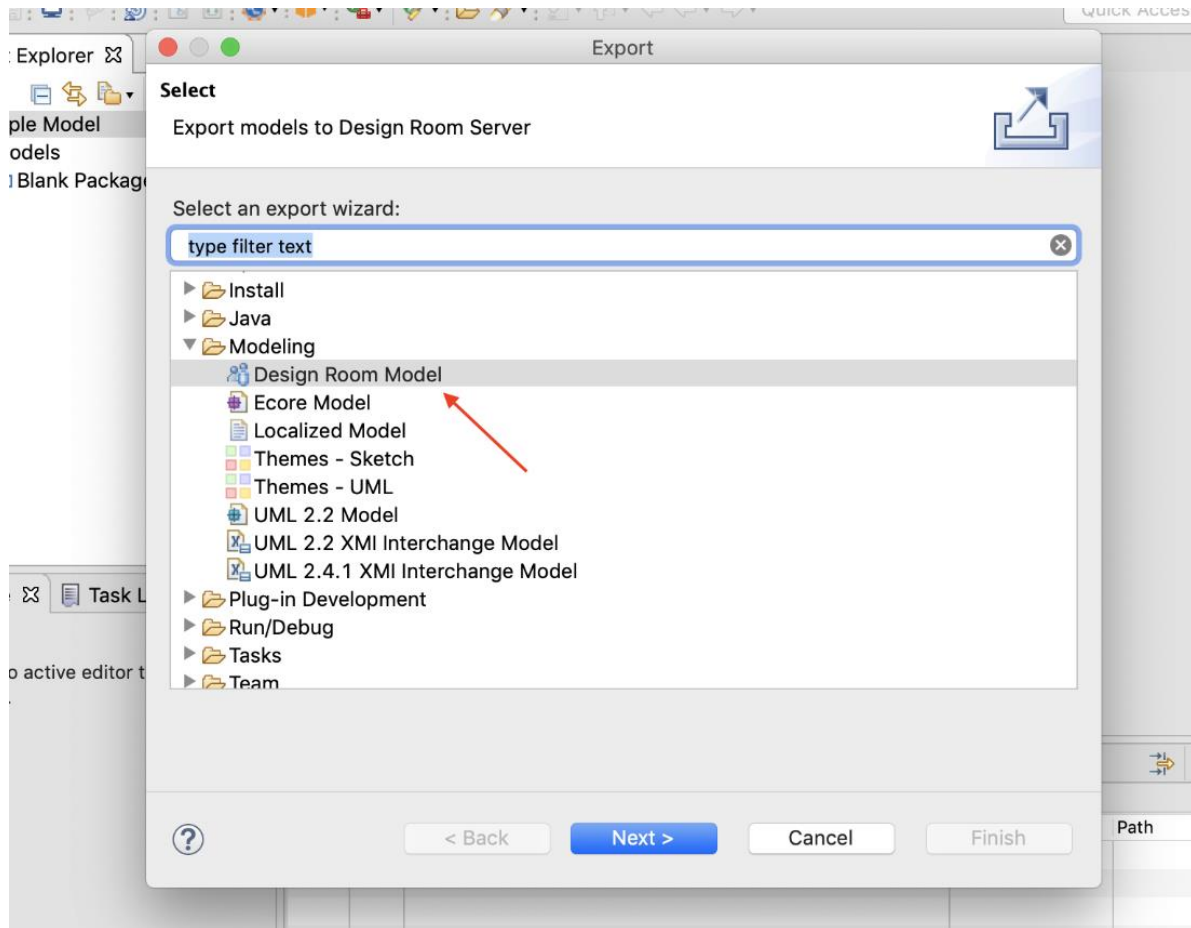 Quick Acces
Export
Explorer
Select
Export models to Design Room Server
ple Model
odels
Blank Package
Select an export wizard:
type filter text
Install
Java
Modeling
Design Room Model
Ecore Model
Localized Model
Themes - Sketch
Themes - UML
UML 2.2 Model
UML 2.2 XMI Interchange Model
UML 2.4.1 XMI Interchange Model
Plug-in Development
Task L
Run/Debug
Tasks
o active editor t
Team
Path
?
< Back
Next >
Cancel
Finish